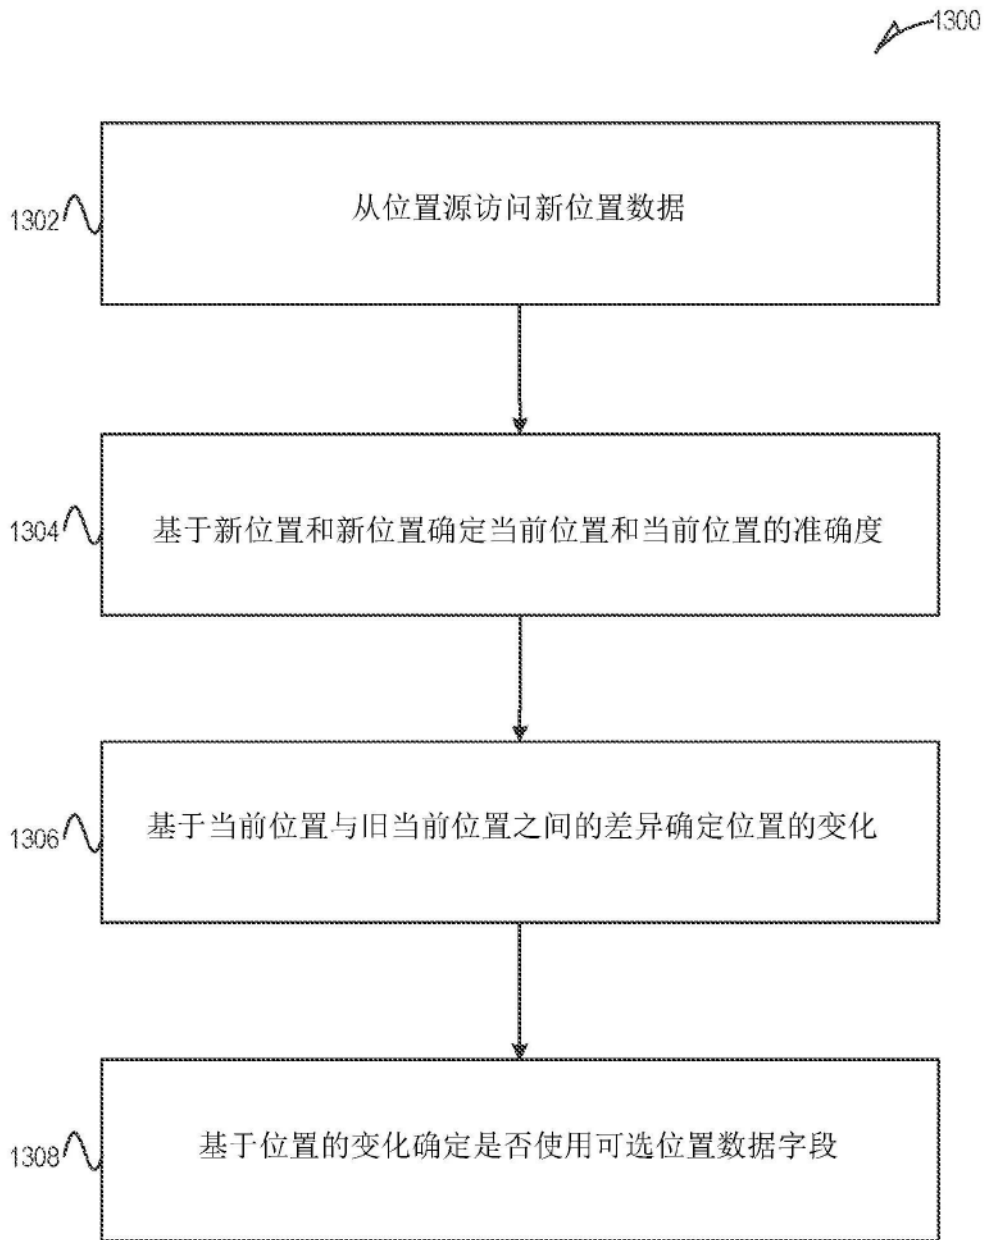 1300
1302
从位置源访问新位置数据
1304
基于新位置和新位置确定当前位置和当前位置的准确度
1306
基于当前位置与旧当前位置之间的差异确定位置的变化
1308
基于位置的变化确定是否使用可选位置数据字段